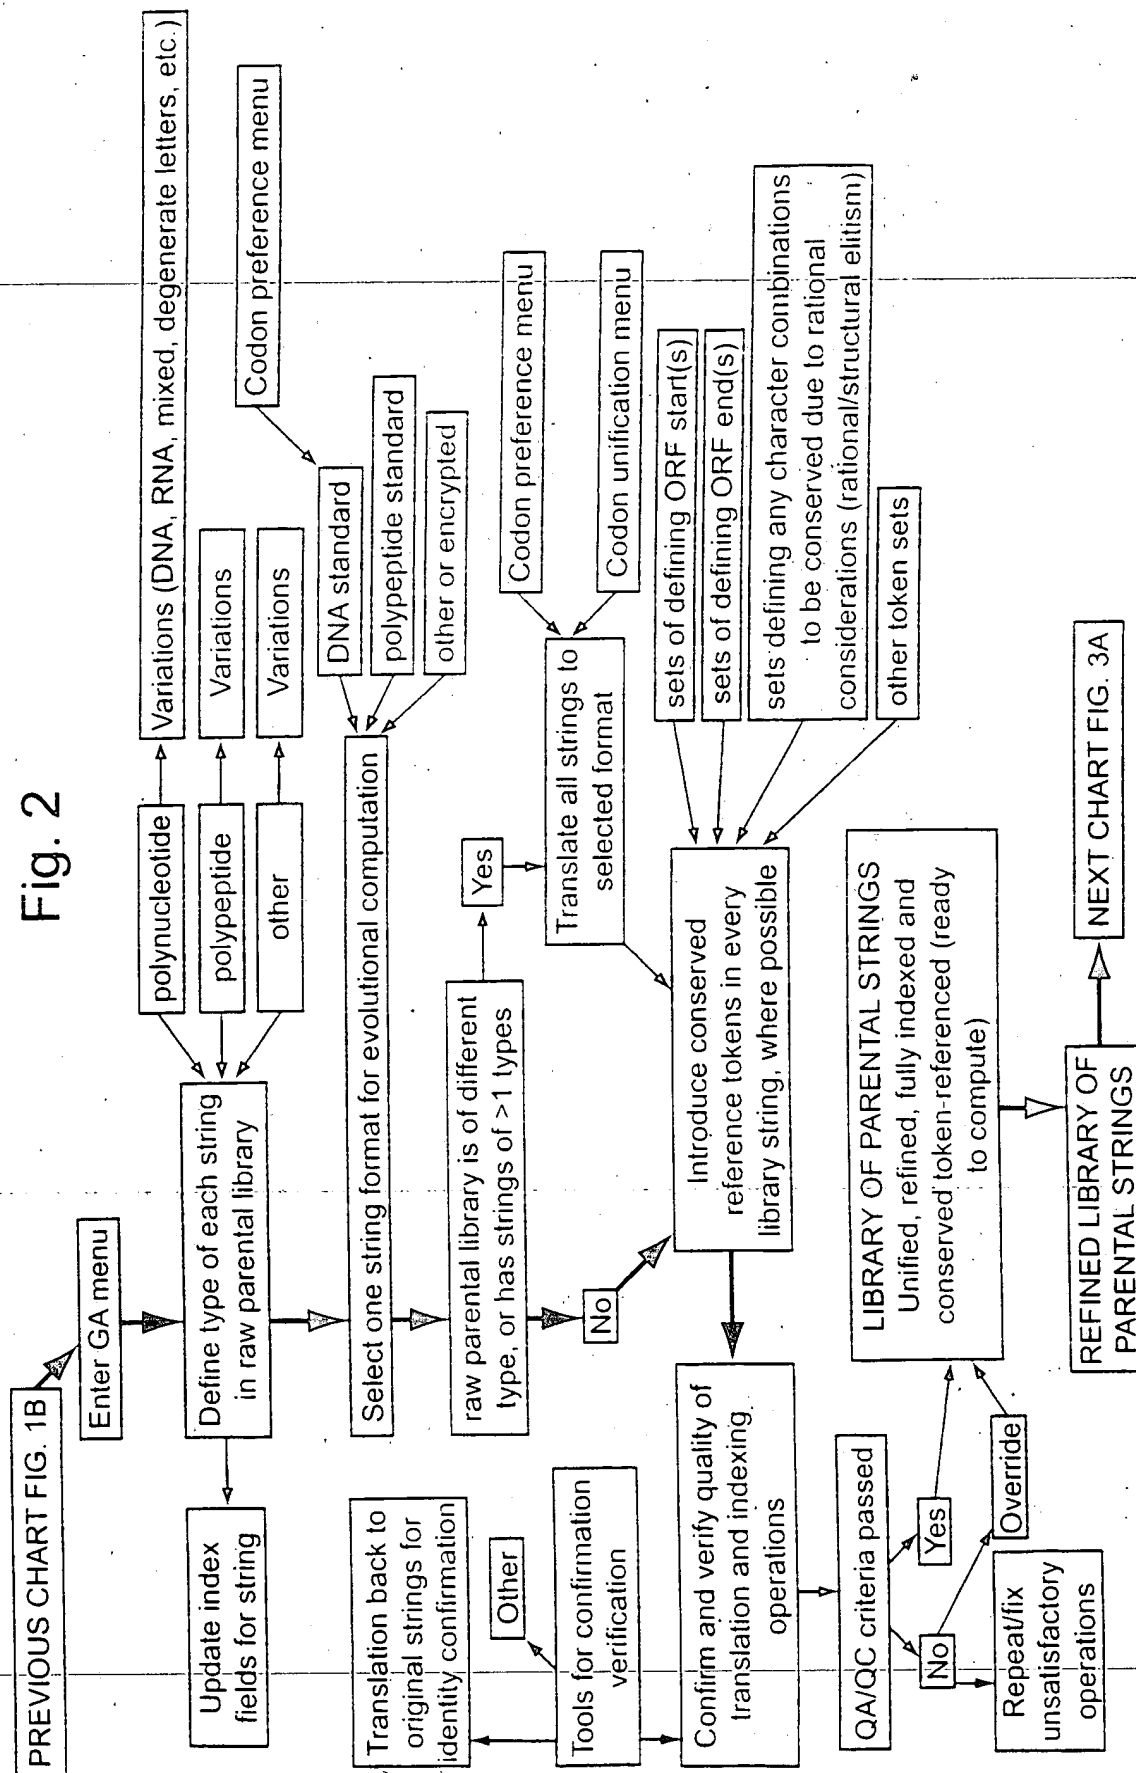 Fig. 2
PREVIOUS CHART FIG. 1B
Enter GA menu
Update index
fields for string
Define type of each string
in raw parental library
polynucleotide
polypeptide
other
Variations (DNA, RNA, mixed, degenerate letters, etc.)
Variations
Variations
Codon preference menu
DNA standard
polypeptide standard
other or encrypted
Select one string format for evolutional computation
raw parental library is of different
type, or has strings of >1 types
Yes
No
Translate all strings to
selected format
Codon preference menu
Codon unification menu
Translation back to
original strings for
identity confirmation
Other
Tools for confirmation
verification
Introduce conserved
reference tokens in every
library string, where possible
sets of defining ORF start(s)
sets of defining ORF end(s)
sets defining any character combinations
to be conserved due to rational
considerations (rational/structural elitism)
other token sets
Confirm and verify quality of
translation and indexing
operations
QA/QC criteria passed
Yes
No
Override
Repeat/fix
unsatisfactory
operations
LIBRARY OF PARENTAL STRINGS
Unified, refined, fully indexed and
conserved token-referenced (ready
to compute)
REFINED LIBRARY OF
PARENTAL STRINGS
NEXT CHART FIG. 3A